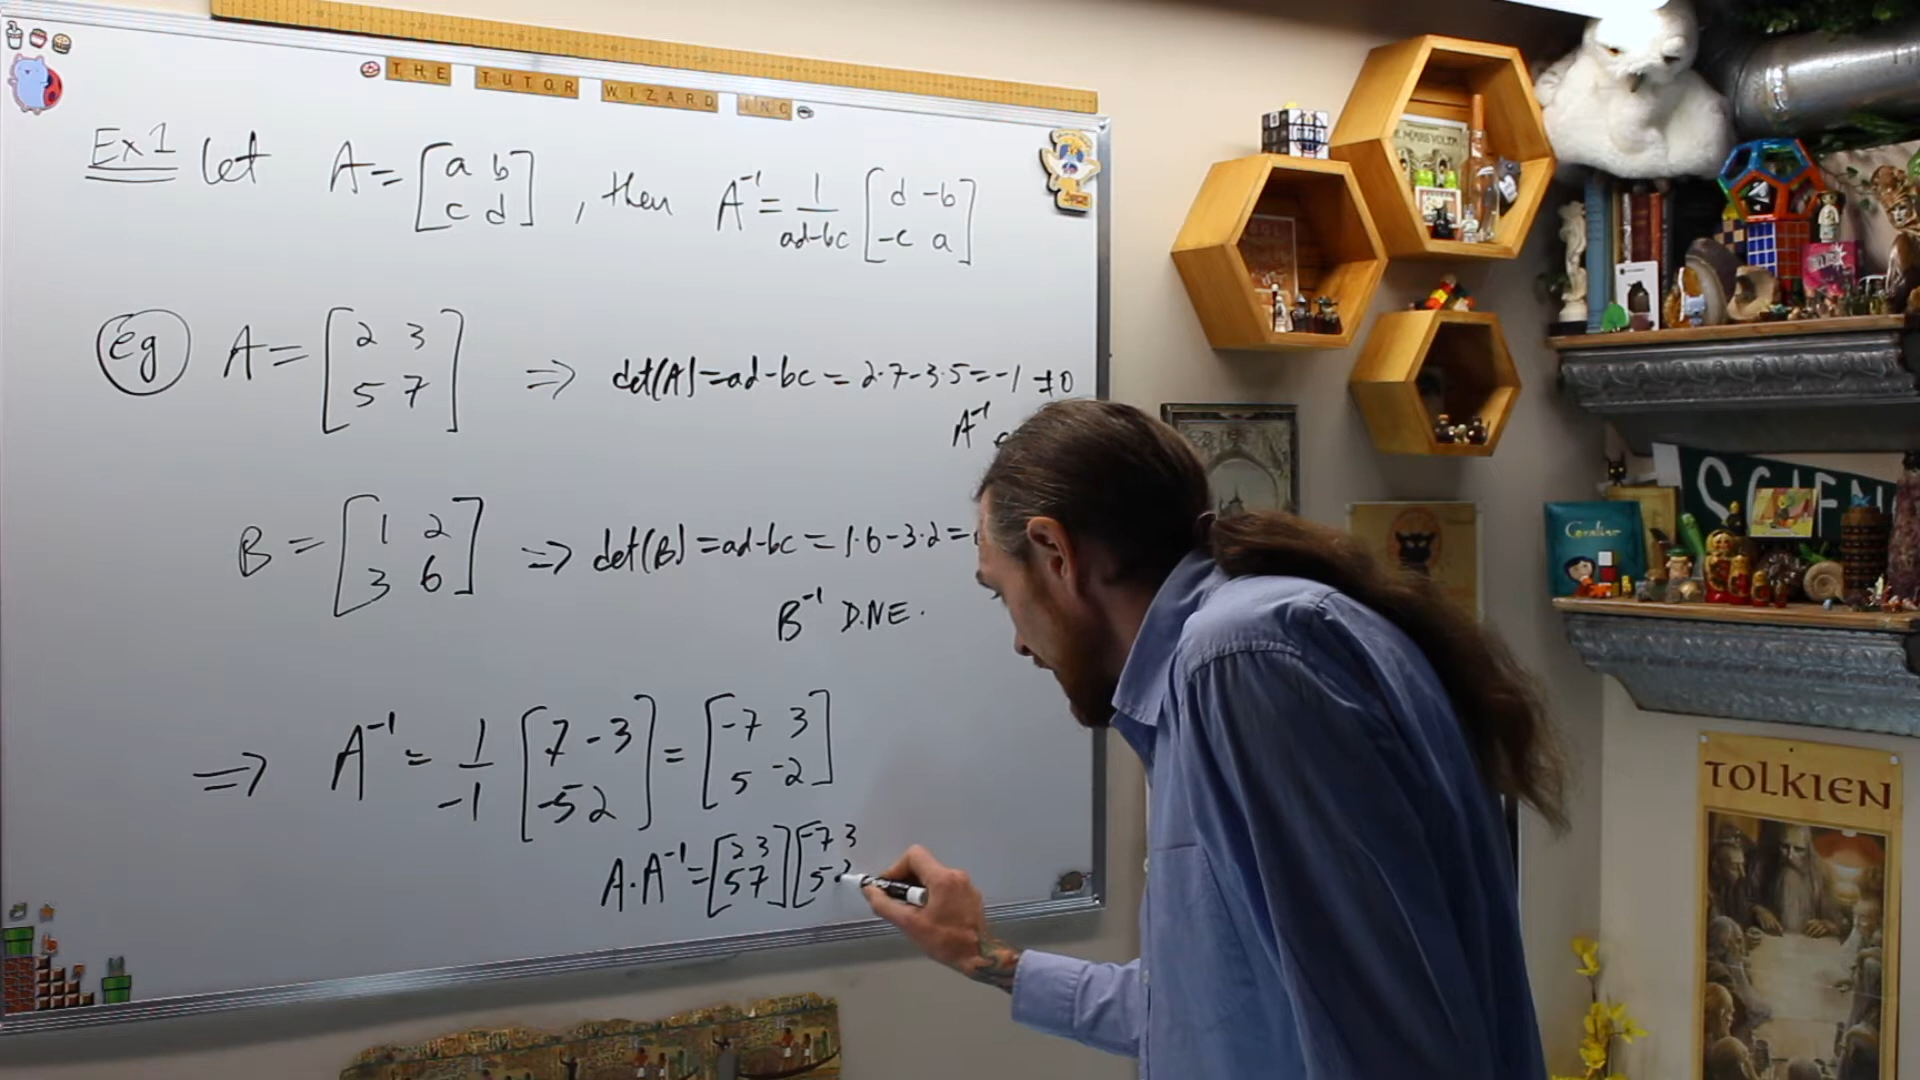 THE TUTOR WIZARD INC
Ex1 let A = [a b; c d], then A⁻¹ = 1/(ad-bc) [d -b; -c a]
Eg A = [2 3; 5 7] ⇒ det(A) = ad-bc = 2·7-3·5 = -1 ≠0
A⁻¹
B = [1 2; 3 6] ⇒ det(B) = ad-bc = 1·6-3·2 =
B⁻¹ D.N.E.
⇒ A⁻¹ = 1/-1 [7 -3; -5 2] = [-7 3; 5 -2]
A·A⁻¹ = [2 3; 5 7] [-7 3; 5 -2
SCIEN
Coraline
TOLKIEN